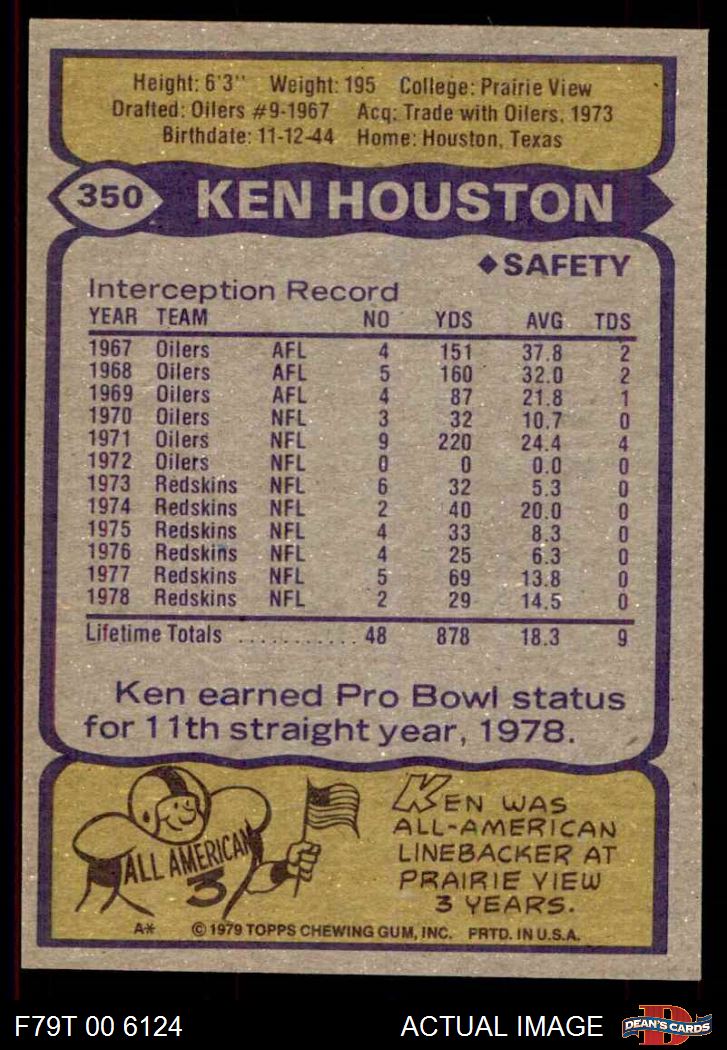 Height: 6'3" Weight: 195 College: Prairie View
Drafted: Oilers #9-1967 Acq: Trade with Oilers, 1973
Birthdate: 11-12-44 Home: Houston, Texas
350 KEN HOUSTON
◆SAFETY
Interception Record
YEAR TEAM NO YDS AVG TDS
1967 Oilers AFL 4 151 37.8 2
1968 Oilers AFL 5 160 32.0 2
1969 Oilers AFL 4 87 21.8 1
1970 Oilers NFL 3 32 10.7 0
1971 Oilers NFL 9 220 24.4 4
1972 Oilers NFL 0 0 0.0 0
1973 Redskins NFL 6 32 5.3 0
1974 Redskins NFL 2 40 20.0 0
1975 Redskins NFL 4 33 8.3 0
1976 Redskins NFL 4 25 6.3 0
1977 Redskins NFL 5 69 13.8 0
1978 Redskins NFL 2 29 14.5 0
Lifetime Totals ............ 48 878 18.3 9
Ken earned Pro Bowl status
for 11th straight year, 1978.
ALL AMERICAN
3
KEN WAS
ALL-AMERICAN
LINEBACKER AT
PRAIRIE VIEW
3 YEARS.
A* © 1979 TOPPS CHEWING GUM, INC. PRTD. IN U.S.A.
F79T 00 6124 ACTUAL IMAGE D DEAN'S CARDS